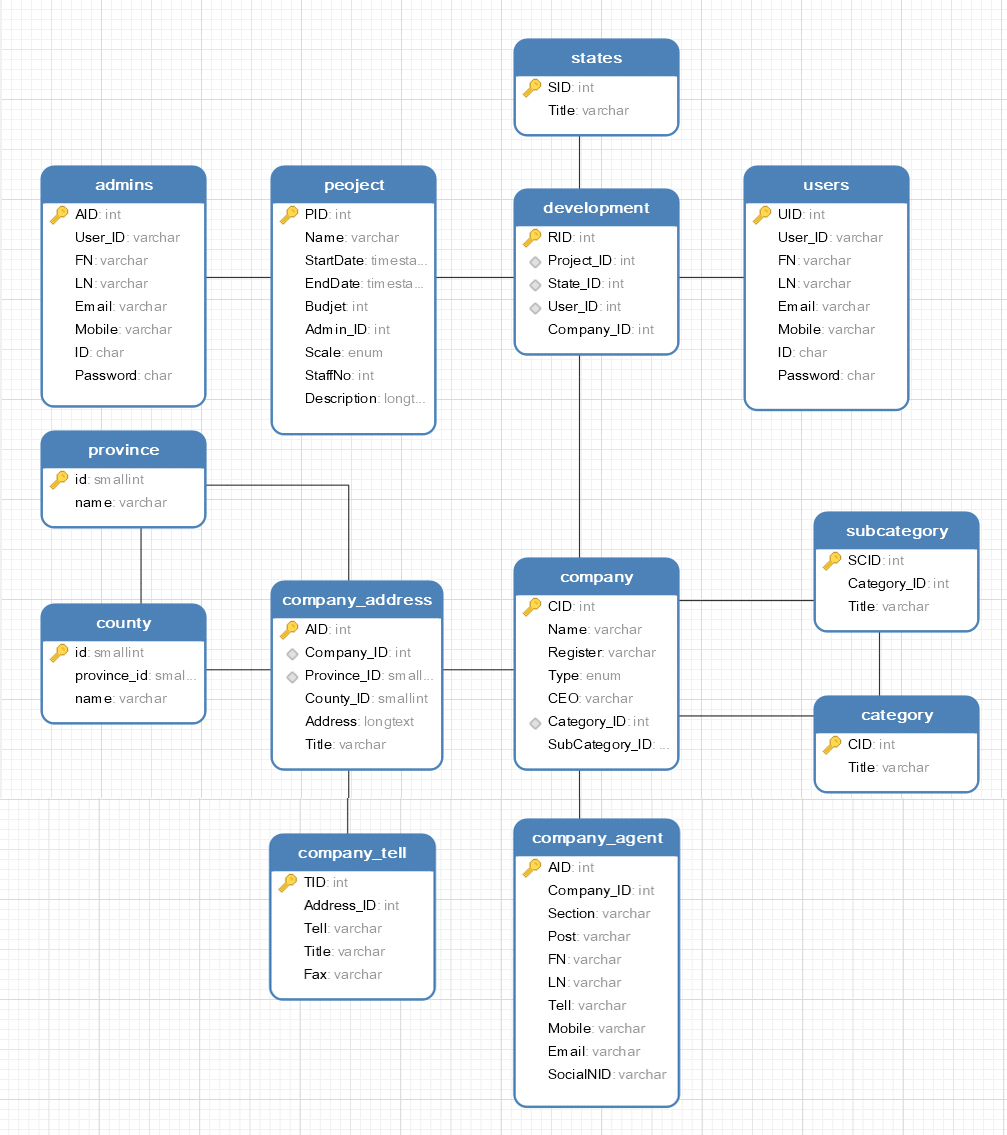 states
SID: int
Title: varchar
admins
AID: int
User_ID: varchar
FN: varchar
LN: varchar
Email: varchar
Mobile: varchar
ID: char
Password: char
peoject
PID: int
Name: varchar
StartDate: timesta...
EndDate: timesta...
Budjet: int
Admin_ID: int
Scale: enum
StaffNo: int
Description: longt...
development
RID: int
Project_ID: int
State_ID: int
User_ID: int
Company_ID: int
users
UID: int
User_ID: varchar
FN: varchar
LN: varchar
Email: varchar
Mobile: varchar
ID: char
Password: char
province
id: smallint
name: varchar
county
id: smallint
province_id: smal...
name: varchar
company_address
AID: int
Company_ID: int
Province_ID: small...
County_ID: smallint
Address: longtext
Title: varchar
company
CID: int
Name: varchar
Register: varchar
Type: enum
CEO: varchar
Category_ID: int
SubCategory_ID: ...
subcategory
SCID: int
Category_ID: int
Title: varchar
category
CID: int
Title: varchar
company_tell
TID: int
Address_ID: int
Tell: varchar
Title: varchar
Fax: varchar
company_agent
AID: int
Company_ID: int
Section: varchar
Post: varchar
FN: varchar
LN: varchar
Tell: varchar
Mobile: varchar
Email: varchar
SocialNID: varchar